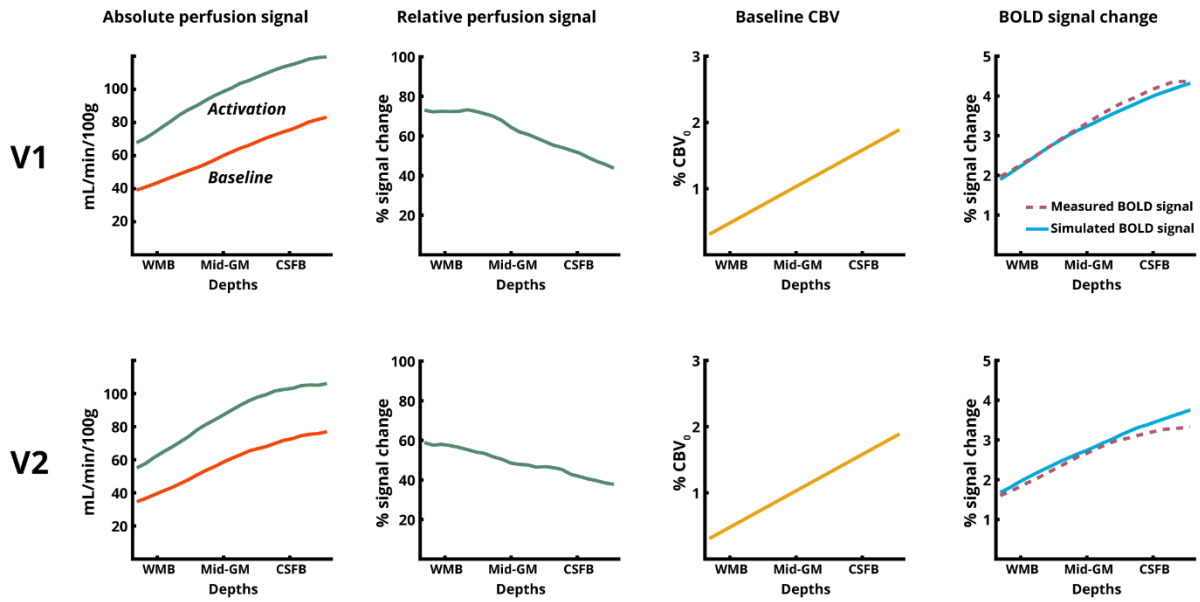 Absolute perfusion signal
Relative perfusion signal
Baseline CBV
BOLD signal change
V1
mL/min/100g
100
80
60
40
20
Activation
Baseline
WMB
Mid-GM
CSFB
Depths
% signal change
100
80
60
40
20
WMB
Mid-GM
CSFB
Depths
% CBV₀
3
2
1
WMB
Mid-GM
CSFB
Depths
% signal change
5
4
3
2
1
Measured BOLD signal
Simulated BOLD signal
WMB
Mid-GM
CSFB
Depths
V2
mL/min/100g
100
80
60
40
20
WMB
Mid-GM
CSFB
Depths
% signal change
100
80
60
40
20
WMB
Mid-GM
CSFB
Depths
% CBV₀
3
2
1
WMB
Mid-GM
CSFB
Depths
% signal change
5
4
3
2
1
WMB
Mid-GM
CSFB
Depths